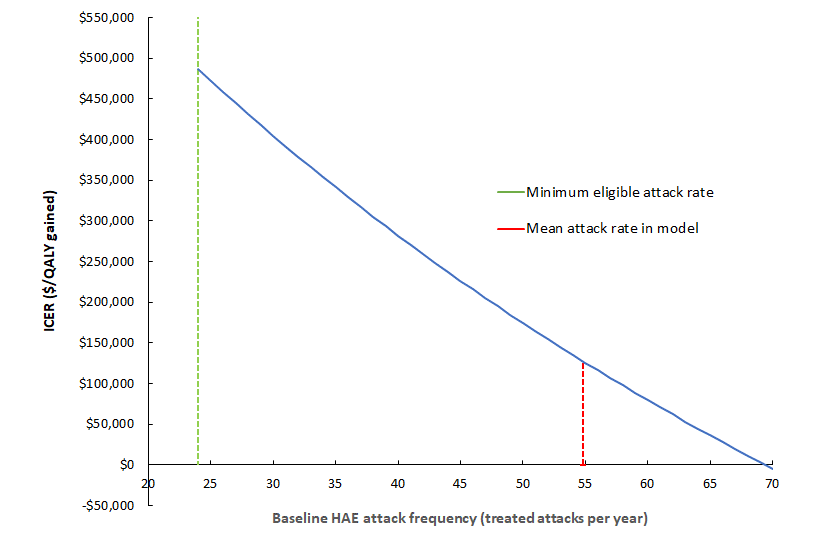 $550,000
$500,000
$450,000
$400,000
$350,000
$300,000
$250,000
$200,000
$150,000
$100,000
$50,000
$0
-$50,000
ICER ($/QALY gained)
Minimum eligible attack rate
Mean attack rate in model
20 25 30 35 40 45 50 55 60 65 70
Baseline HAE attack frequency (treated attacks per year)